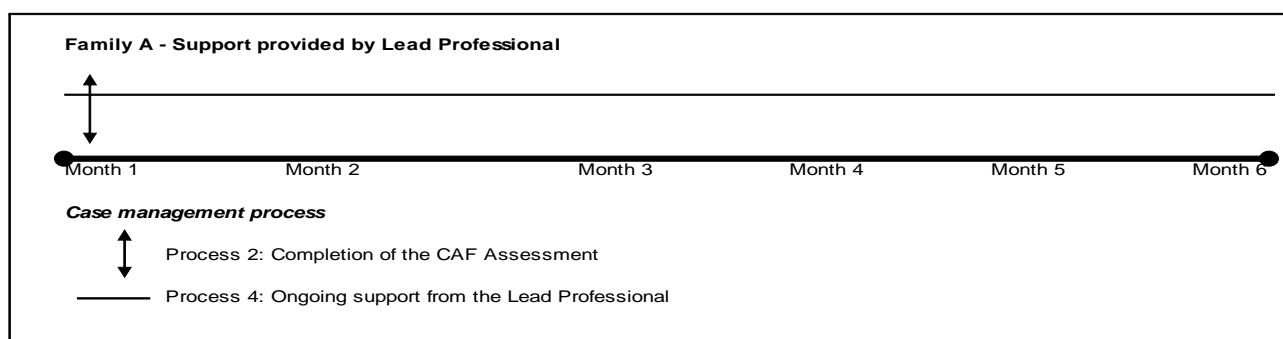 Family A - Support provided by Lead Professional
Month 1 Month 2 Month 3 Month 4 Month 5 Month 6
Case management process
Process 2: Completion of the CAF Assessment
Process 4: Ongoing support from the Lead Professional